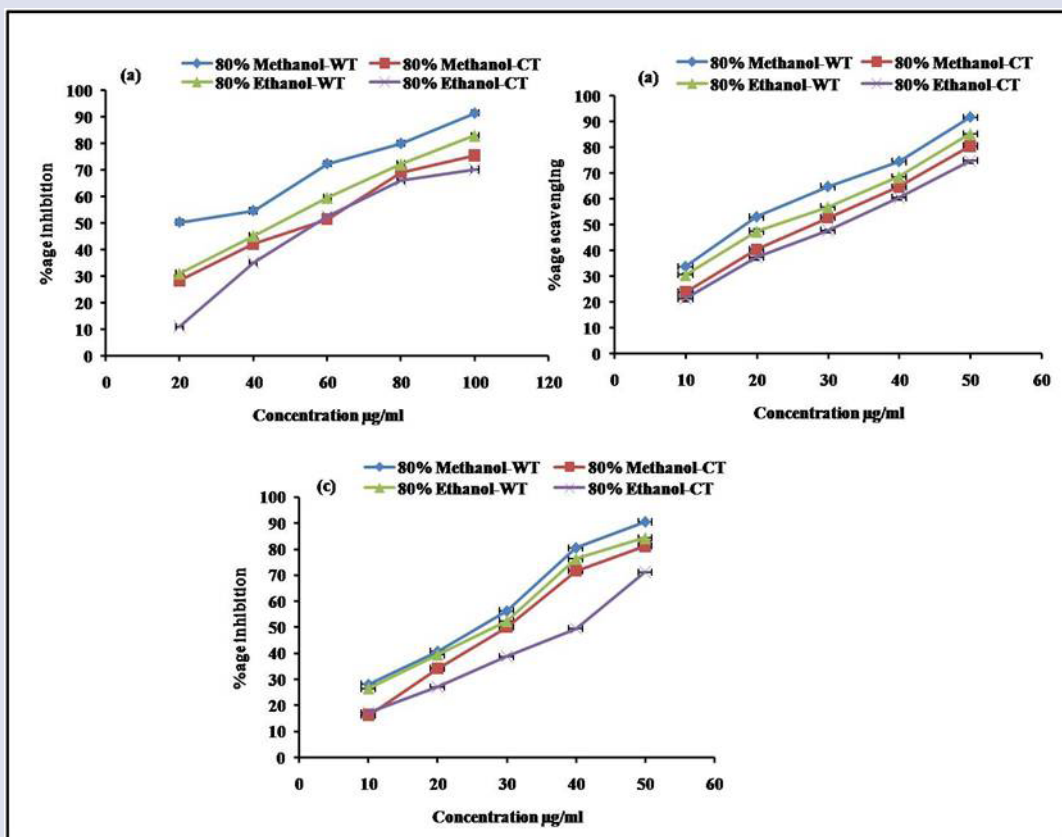 80% Methanol-WT 80% Methanol-CT
(a) 80% Ethanol-WT 80% Ethanol-CT
100
90
80
70
60
50
40
30
20
10
0
%age inhibition
0 20 40 60 80 100 120
Concentration µg/ml
80% Methanol-WT 80% Methanol-CT
(a) 80% Ethanol-WT 80% Ethanol-CT
100
90
80
70
60
50
40
30
20
10
0
%age scavenging
0 10 20 30 40 50 60
Concentration µg/ml
80% Methanol-WT 80% Methanol-CT
80% Ethanol-WT 80% Ethanol-CT
(c)
100
90
80
70
60
50
40
30
20
10
0
%age inhibition
0 10 20 30 40 50 60
Concentration µg/ml